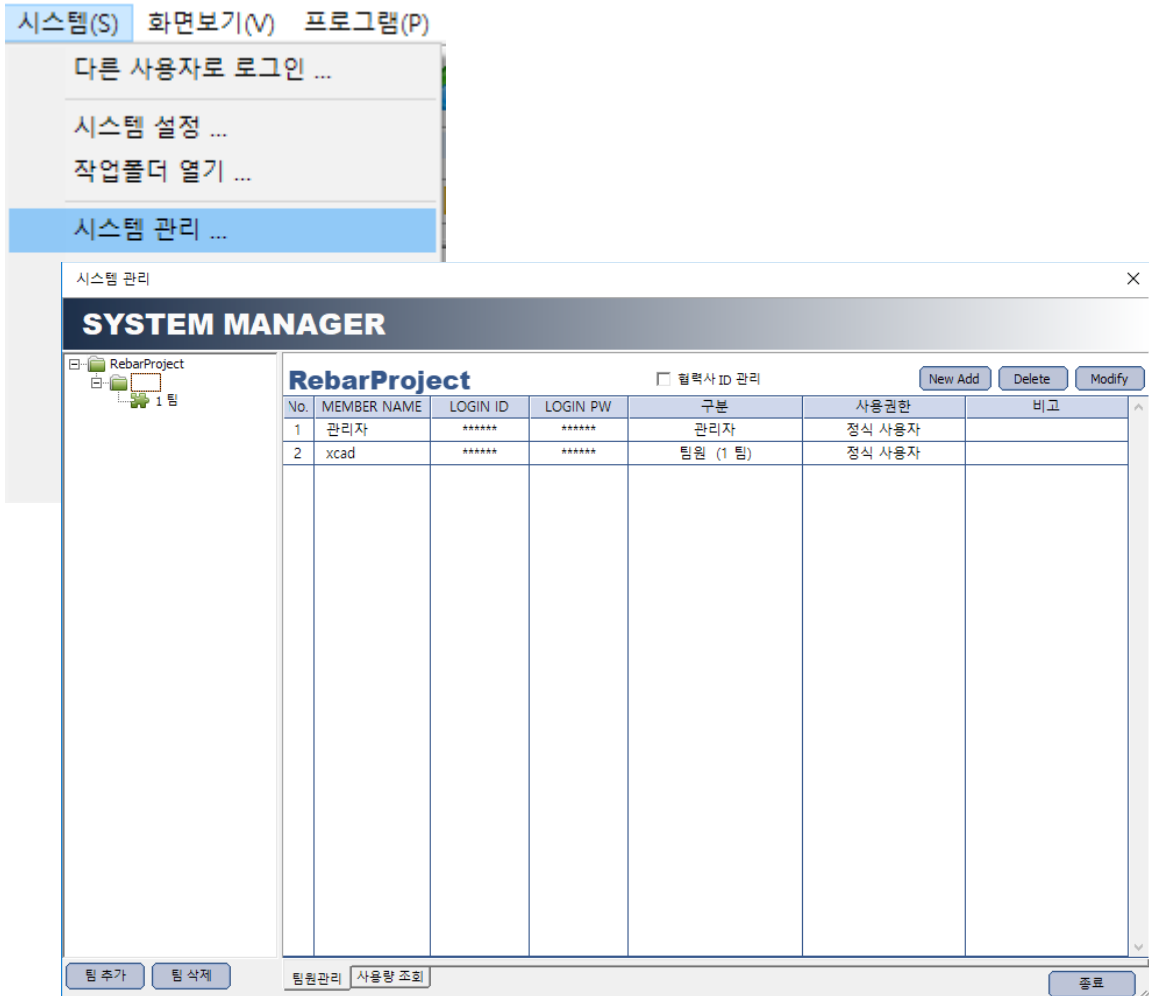 시스템(S) 화면보기(V) 프로그램(P)
다른 사용자로 로그인 ...
시스템 설정 ...
작업폴더 열기 ...
시스템 관리 ...
시스템 관리
SYSTEM MANAGER
RebarProject
1 팀
RebarProject 협력사 ID 관리 New Add Delete Modify
No. MEMBER NAME LOGIN ID LOGIN PW 구분 사용권한 비고
1 관리자 ****** ****** 관리자 정식 사용자
2 xcad ****** ****** 팀원 (1 팀) 정식 사용자
팀 추가 팀 삭제 팀원관리 사용량 조회 종료